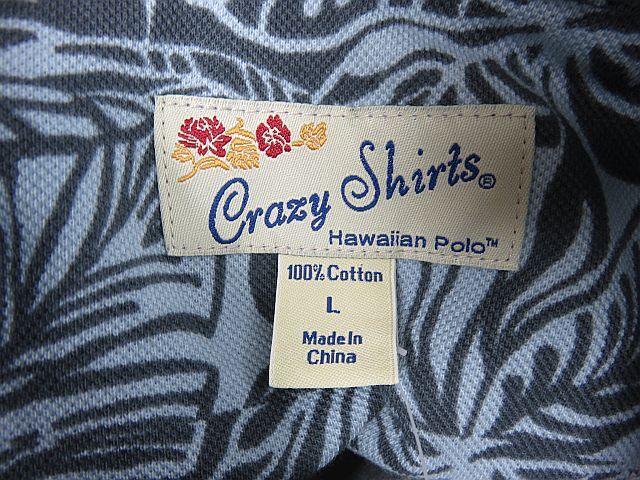 Crazy Shirts®
Hawaiian Polo™
100% Cotton
L
Made In
China